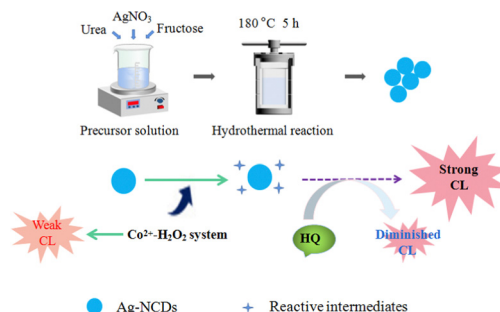 AgNO₃
Urea
Fructose
180 °C 5 h
Precursor solution
Hydrothermal reaction
Strong
CL
Weak
CL
Co²⁺-H₂O₂ system
HQ
Diminished
CL
Ag-NCDs
Reactive intermediates